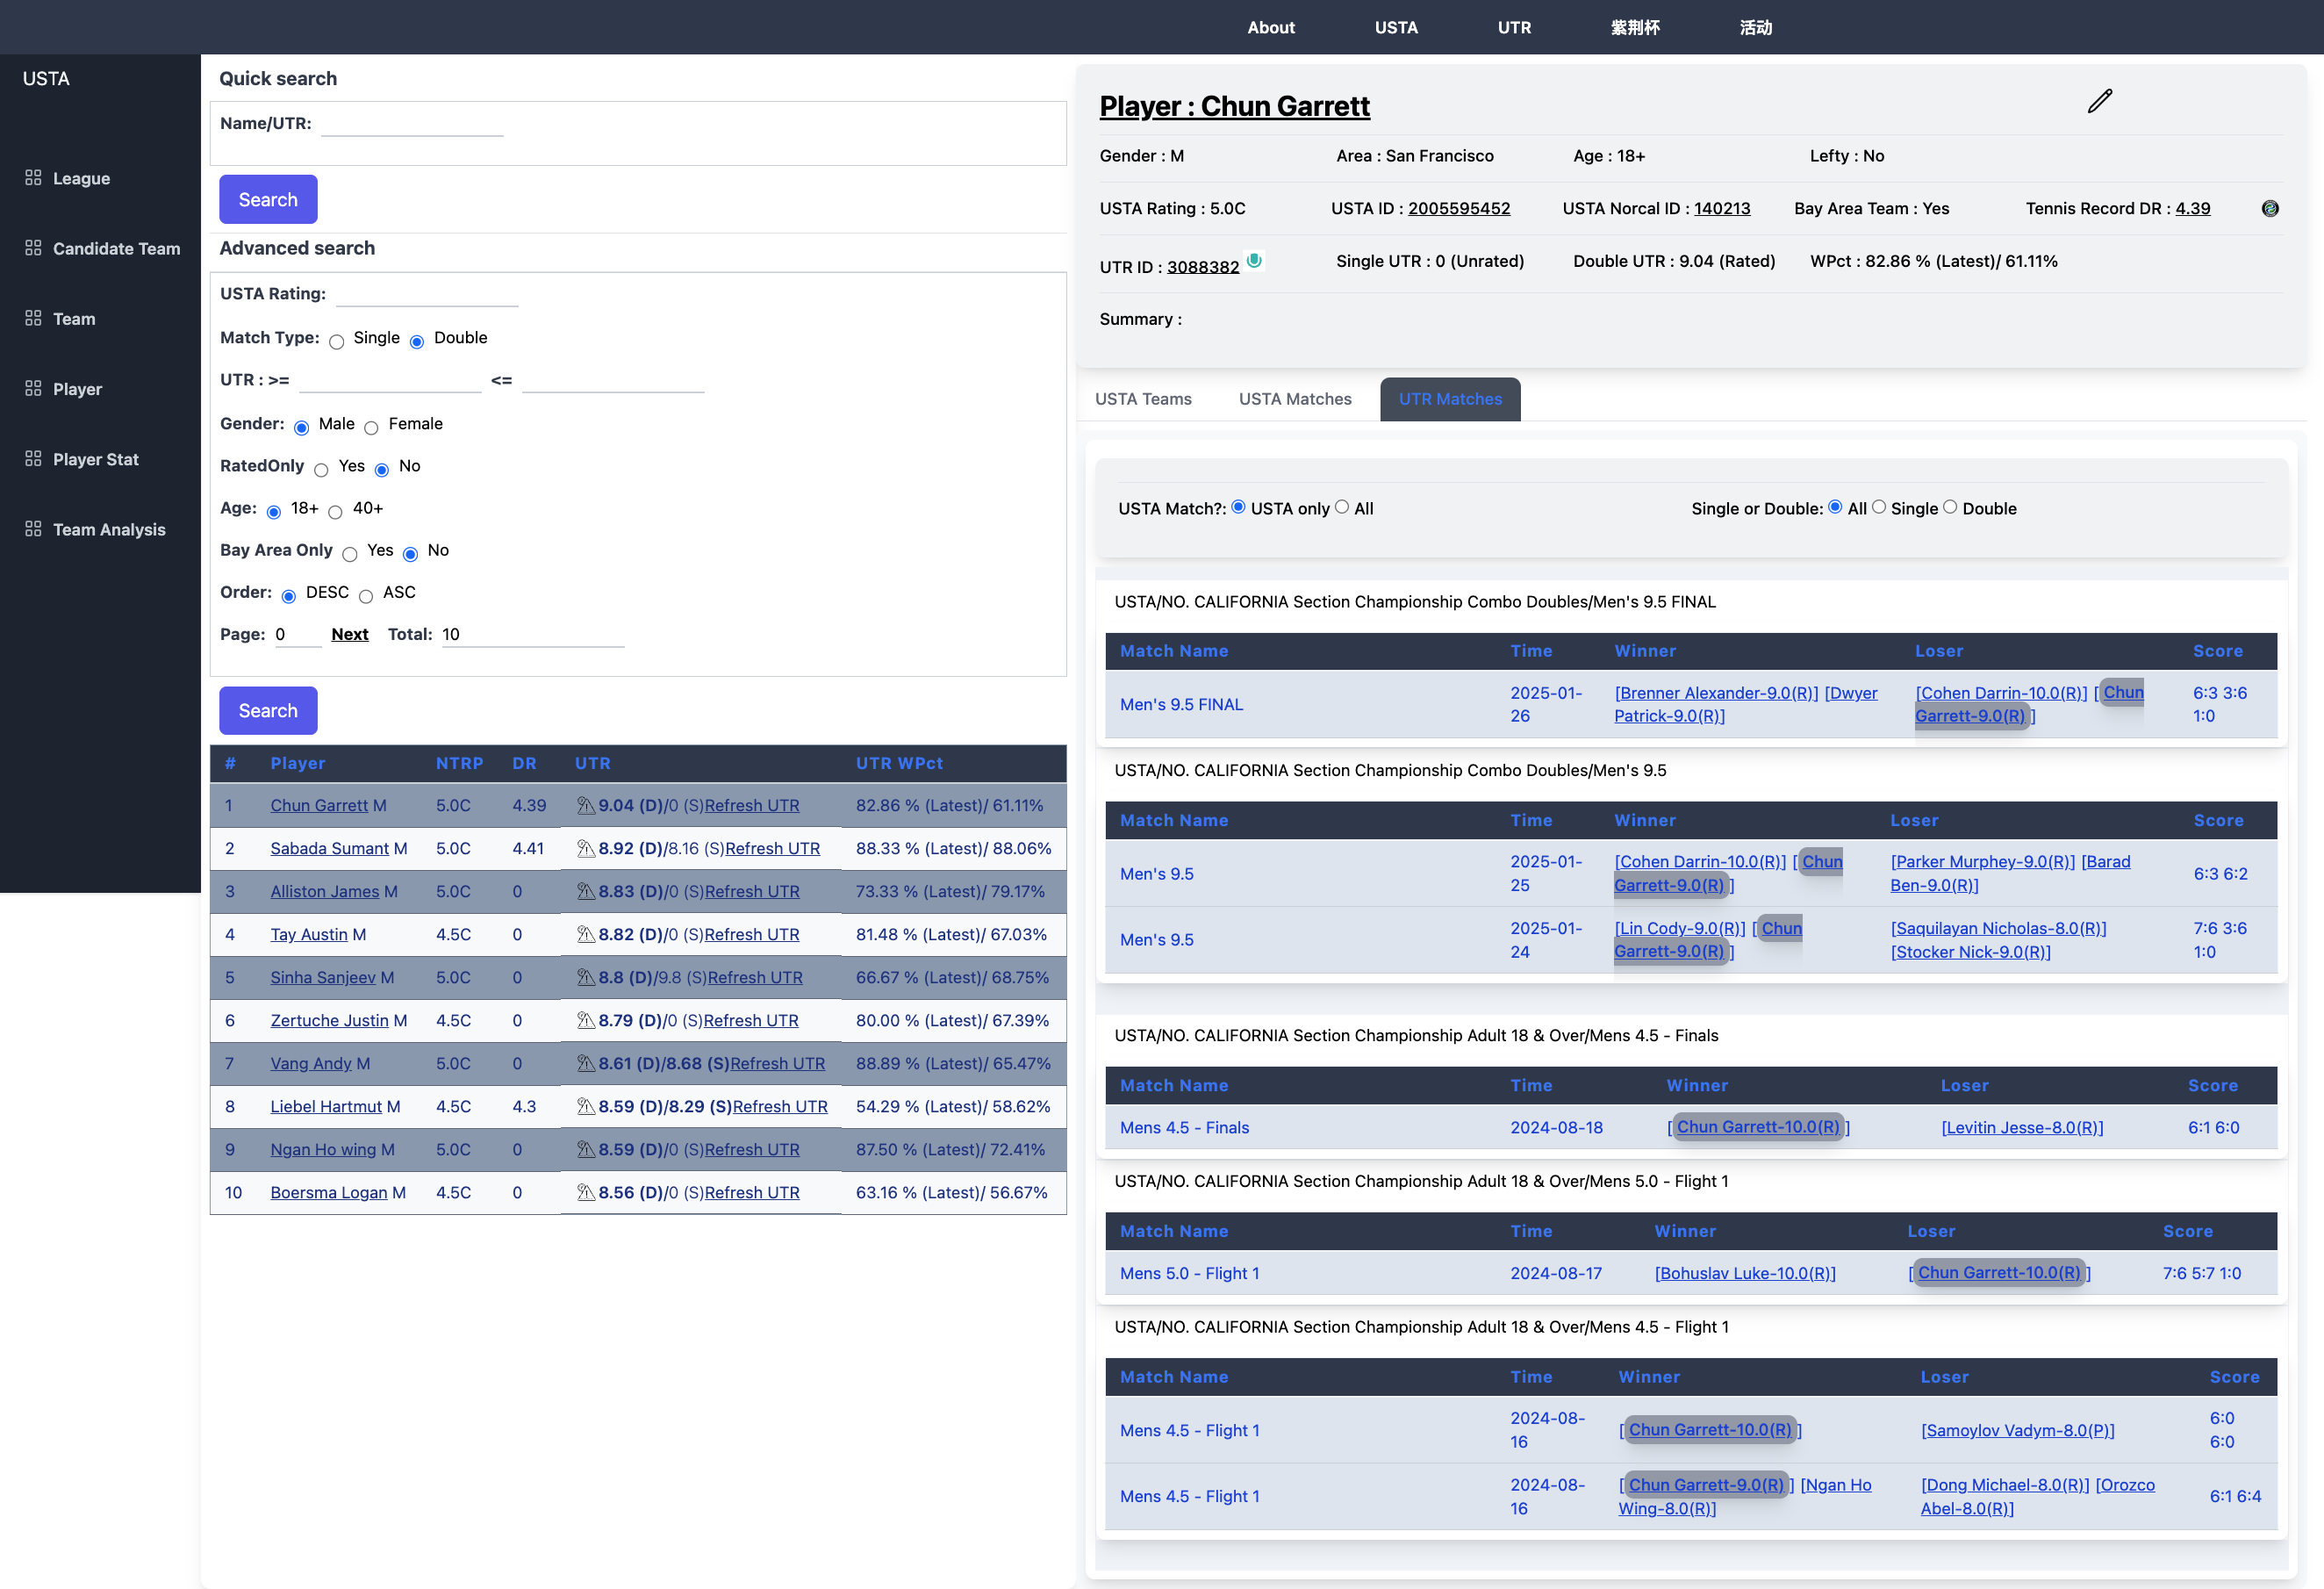 About USTA UTR 紫荆杯 活动
USTA
League
Candidate Team
Team
Player
Player Stat
Team Analysis
Quick search
Name/UTR:
Search
Advanced search
USTA Rating:
Match Type: Single Double
UTR : >= <=
Gender: Male Female
RatedOnly Yes No
Age: 18+ 40+
Bay Area Only Yes No
Order: DESC ASC
Page: 0 Next Total: 10
Search
# Player NTRP DR UTR UTR WPct
1 Chun Garrett M 5.0C 4.39 9.04 (D)/0 (S)Refresh UTR 82.86 % (Latest)/ 61.11%
2 Sabada Sumant M 5.0C 4.41 8.92 (D)/8.16 (S)Refresh UTR 88.33 % (Latest)/ 88.06%
3 Alliston James M 5.0C 0 8.83 (D)/0 (S)Refresh UTR 73.33 % (Latest)/ 79.17%
4 Tay Austin M 4.5C 0 8.82 (D)/0 (S)Refresh UTR 81.48 % (Latest)/ 67.03%
5 Sinha Sanjeev M 5.0C 0 8.8 (D)/9.8 (S)Refresh UTR 66.67 % (Latest)/ 68.75%
6 Zertuche Justin M 4.5C 0 8.79 (D)/0 (S)Refresh UTR 80.00 % (Latest)/ 67.39%
7 Vang Andy M 5.0C 0 8.61 (D)/8.68 (S)Refresh UTR 88.89 % (Latest)/ 65.47%
8 Liebel Hartmut M 4.5C 4.3 8.59 (D)/8.29 (S)Refresh UTR 54.29 % (Latest)/ 58.62%
9 Ngan Ho wing M 5.0C 0 8.59 (D)/0 (S)Refresh UTR 87.50 % (Latest)/ 72.41%
10 Boersma Logan M 4.5C 0 8.56 (D)/0 (S)Refresh UTR 63.16 % (Latest)/ 56.67%
Player : Chun Garrett
Gender : M Area : San Francisco Age : 18+ Lefty : No
USTA Rating : 5.0C USTA ID : 2005595452 USTA Norcal ID : 140213 Bay Area Team : Yes Tennis Record DR : 4.39
UTR ID : 3088382 Single UTR : 0 (Unrated) Double UTR : 9.04 (Rated) WPct : 82.86 % (Latest)/ 61.11%
Summary :
USTA Teams USTA Matches UTR Matches
USTA Match?: USTA only All Single or Double: All Single Double
USTA/NO. CALIFORNIA Section Championship Combo Doubles/Men's 9.5 FINAL
Match Name Time Winner Loser Score
Men's 9.5 FINAL 2025-01-26 [Brenner Alexander-9.0(R)] [Dwyer Patrick-9.0(R)] [Cohen Darrin-10.0(R)] [Chun Garrett-9.0(R)] 6:3 3:6 1:0
USTA/NO. CALIFORNIA Section Championship Combo Doubles/Men's 9.5
Match Name Time Winner Loser Score
Men's 9.5 2025-01-25 [Cohen Darrin-10.0(R)] [Chun Garrett-9.0(R)] [Parker Murphey-9.0(R)] [Barad Ben-9.0(R)] 6:3 6:2
Men's 9.5 2025-01-24 [Lin Cody-9.0(R)] [Chun Garrett-9.0(R)] [Saquilayan Nicholas-8.0(R)] [Stocker Nick-9.0(R)] 7:6 3:6 1:0
USTA/NO. CALIFORNIA Section Championship Adult 18 & Over/Mens 4.5 - Finals
Match Name Time Winner Loser Score
Mens 4.5 - Finals 2024-08-18 [Chun Garrett-10.0(R)] [Levitin Jesse-8.0(R)] 6:1 6:0
USTA/NO. CALIFORNIA Section Championship Adult 18 & Over/Mens 5.0 - Flight 1
Match Name Time Winner Loser Score
Mens 5.0 - Flight 1 2024-08-17 [Bohuslav Luke-10.0(R)] [Chun Garrett-10.0(R)] 7:6 5:7 1:0
USTA/NO. CALIFORNIA Section Championship Adult 18 & Over/Mens 4.5 - Flight 1
Match Name Time Winner Loser Score
Mens 4.5 - Flight 1 2024-08-16 [Chun Garrett-10.0(R)] [Samoylov Vadym-8.0(P)] 6:0 6:0
Mens 4.5 - Flight 1 2024-08-16 [Chun Garrett-9.0(R)] [Ngan Ho Wing-8.0(R)] [Dong Michael-8.0(R)] [Orozco Abel-8.0(R)] 6:1 6:4